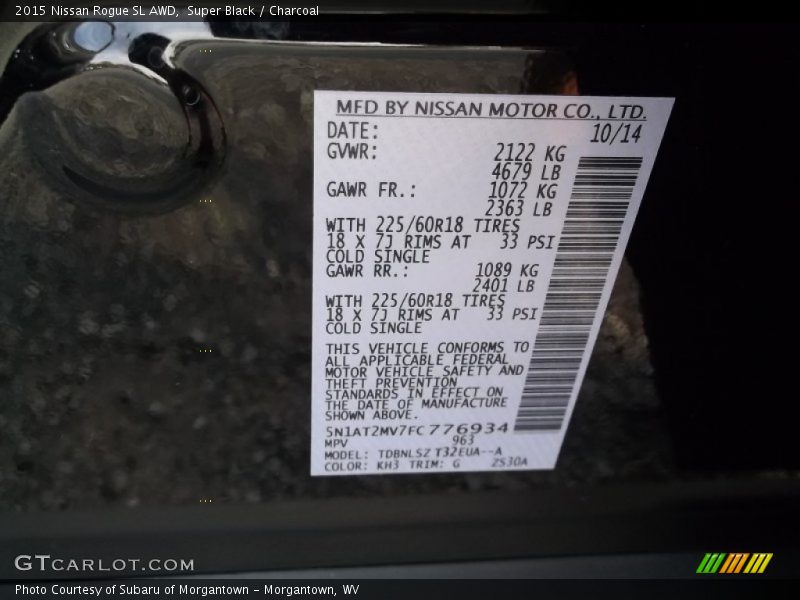 2015 Nissan Rogue SL AWD, Super Black / Charcoal
MFD BY NISSAN MOTOR CO., LTD.
DATE: 10/14
GVWR: 2122 KG
4679 LB
GAWR FR.: 1072 KG
2363 LB
WITH 225/60R18 TIRES
18 X 7J RIMS AT 33 PSI
COLD SINGLE
GAWR RR.: 1089 KG
2401 LB
WITH 225/60R18 TIRES
18 X 7J RIMS AT 33 PSI
COLD SINGLE
THIS VEHICLE CONFORMS TO
ALL APPLICABLE FEDERAL
MOTOR VEHICLE SAFETY AND
THEFT PREVENTION
STANDARDS IN EFFECT ON
THE DATE OF MANUFACTURE
SHOWN ABOVE.
5N1AT2MV7FC776934
MPV 963
MODEL: TDBNLSZ T32EUA--A
COLOR: KH3 TRIM: G ZS30A
GTCARLOT.COM
Photo Courtesy of Subaru of Morgantown - Morgantown, WV